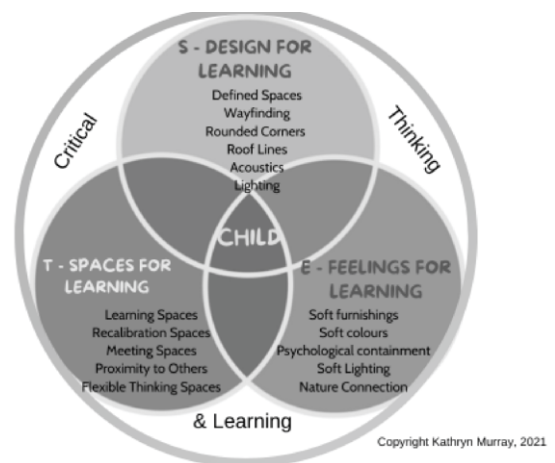 S - DESIGN FOR
LEARNING
Defined Spaces
Wayfinding
Rounded Corners
Roof Lines
Acoustics
Lighting
Critical
Thinking
CHILD
T - SPACES FOR
LEARNING
Learning Spaces
Recalibration Spaces
Meeting Spaces
Proximity to Others
Flexible Thinking Spaces
E - FEELINGS FOR
LEARNING
Soft furnishings
Soft colours
Psychological containment
Soft Lighting
Nature Connection
& Learning
Copyright Kathryn Murray, 2021